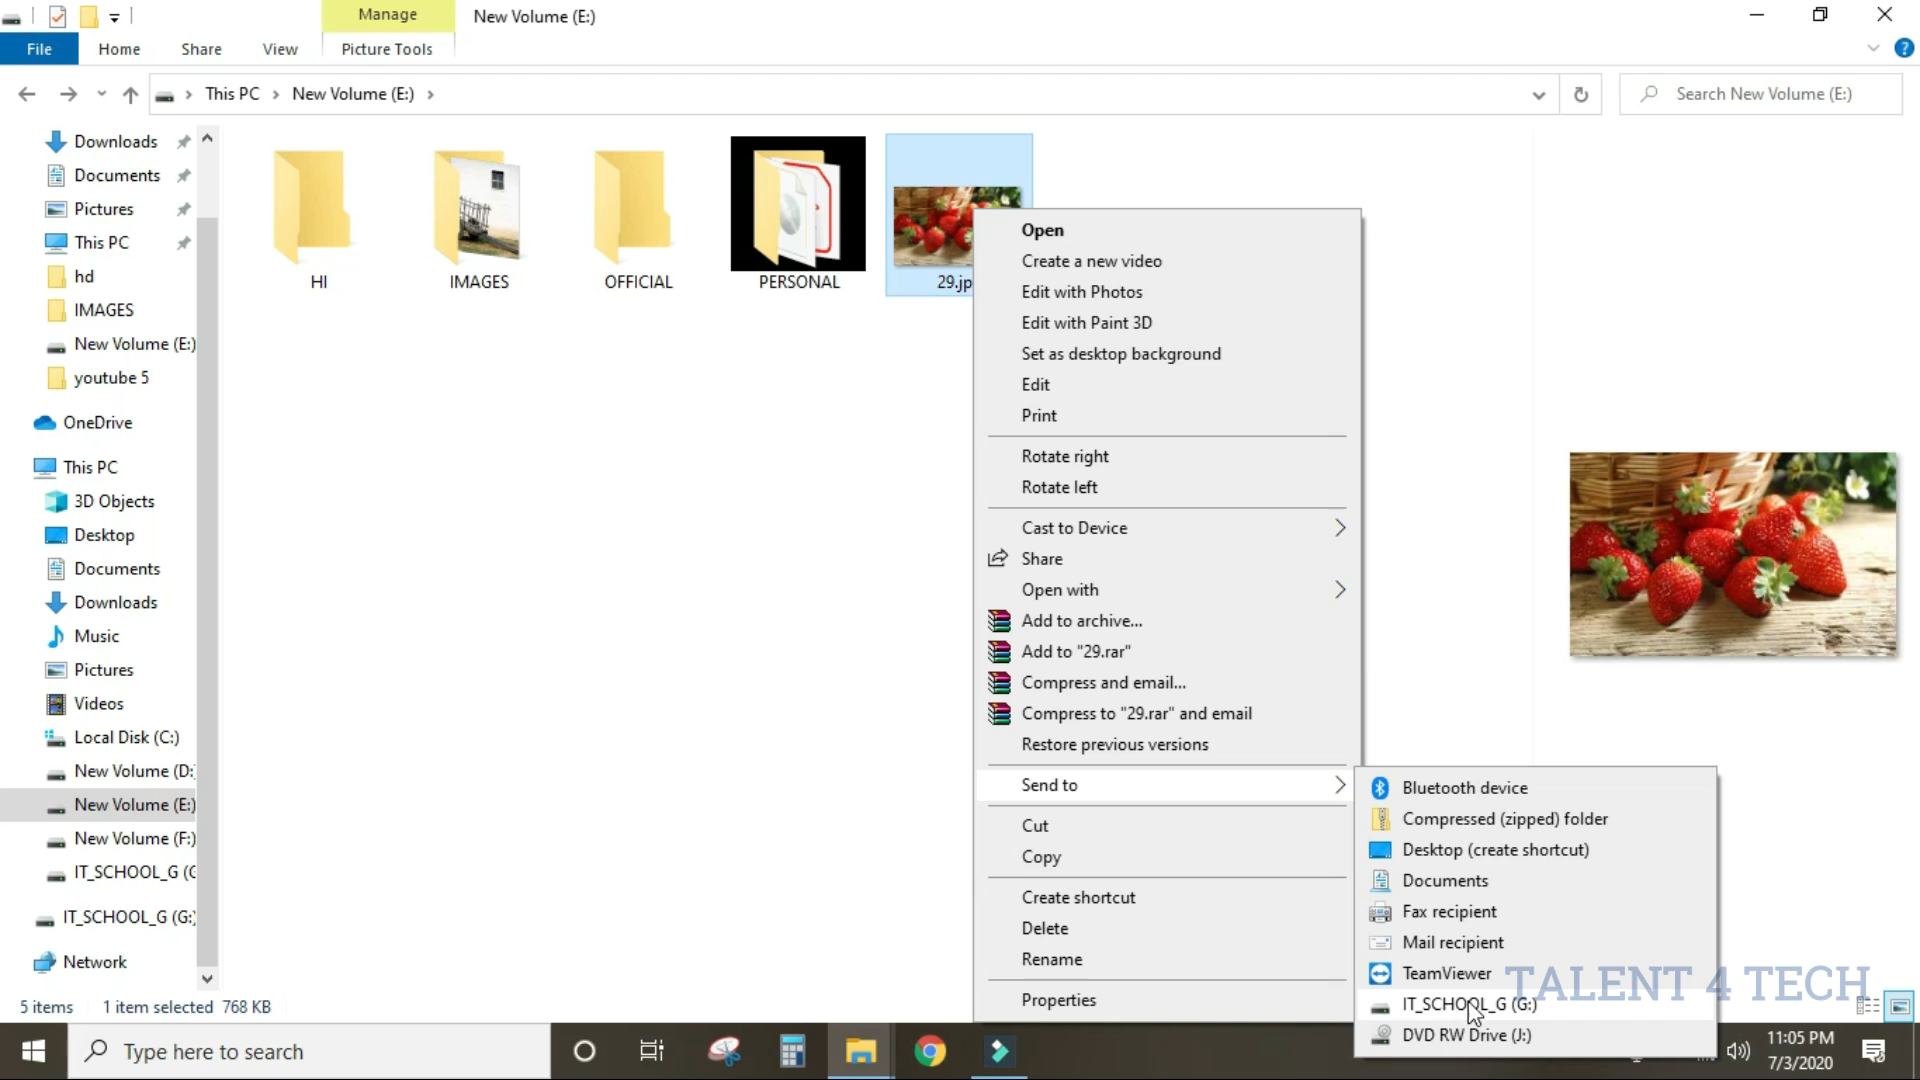 Manage
New Volume (E:)
File
Home
Share
View
Picture Tools
This PC
New Volume (E:)
Search New Volume (E:)
Downloads
Documents
Pictures
This PC
hd
IMAGES
New Volume (E:)
youtube 5
OneDrive
This PC
3D Objects
Desktop
Documents
Downloads
Music
Pictures
Videos
Local Disk (C:)
New Volume (D:
New Volume (E:)
New Volume (F:)
IT_SCHOOL_G (G
IT_SCHOOL_G (G:)
Network
HI
IMAGES
OFFICIAL
PERSONAL
29.jp
Open
Create a new video
Edit with Photos
Edit with Paint 3D
Set as desktop background
Edit
Print
Rotate right
Rotate left
Cast to Device
Share
Open with
Add to archive...
Add to "29.rar"
Compress and email...
Compress to "29.rar" and email
Restore previous versions
Send to
Cut
Copy
Create shortcut
Delete
Rename
Properties
Bluetooth device
Compressed (zipped) folder
Desktop (create shortcut)
Documents
Fax recipient
Mail recipient
TeamViewer
IT_SCHOOL_G (G:)
DVD RW Drive (J:)
TALENT 4 TECH
5 items
1 item selected 768 KB
Type here to search
11:05 PM
7/3/2020